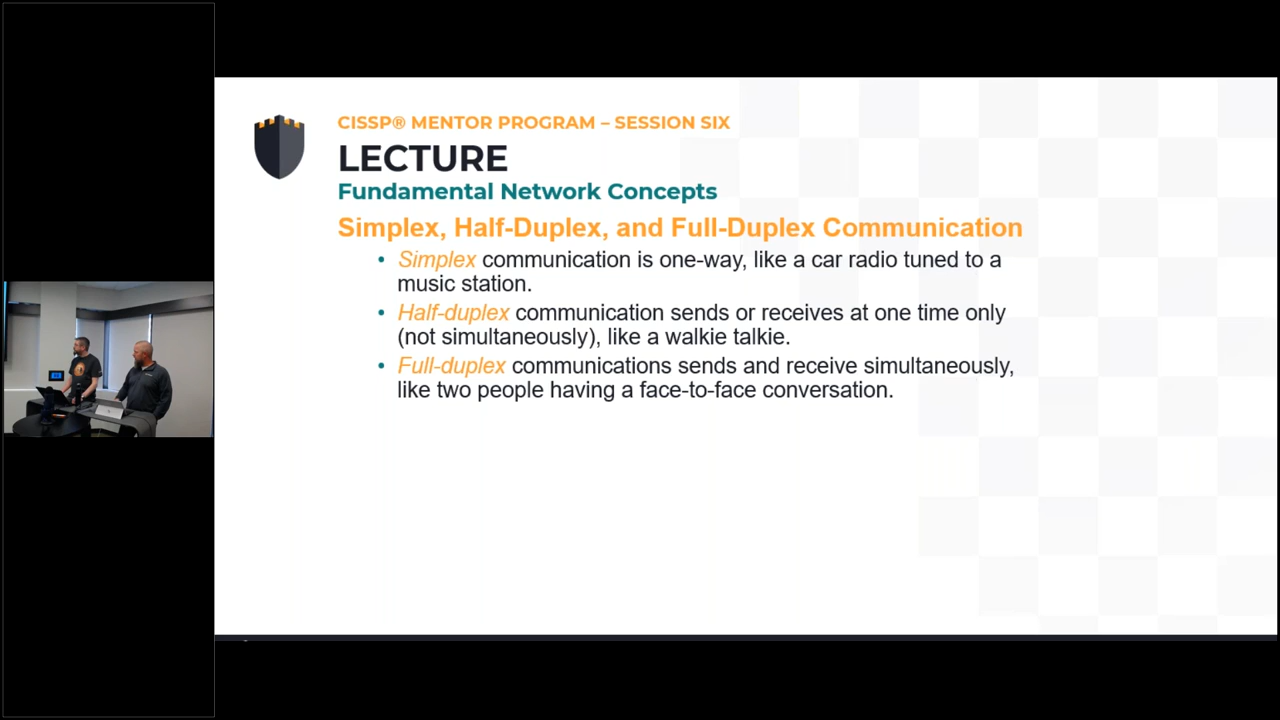 CISSP® MENTOR PROGRAM – SESSION SIX
LECTURE
Fundamental Network Concepts
Simplex, Half-Duplex, and Full-Duplex Communication
• Simplex communication is one-way, like a car radio tuned to a
music station.
• Half-duplex communication sends or receives at one time only
(not simultaneously), like a walkie talkie.
• Full-duplex communications sends and receive simultaneously,
like two people having a face-to-face conversation.